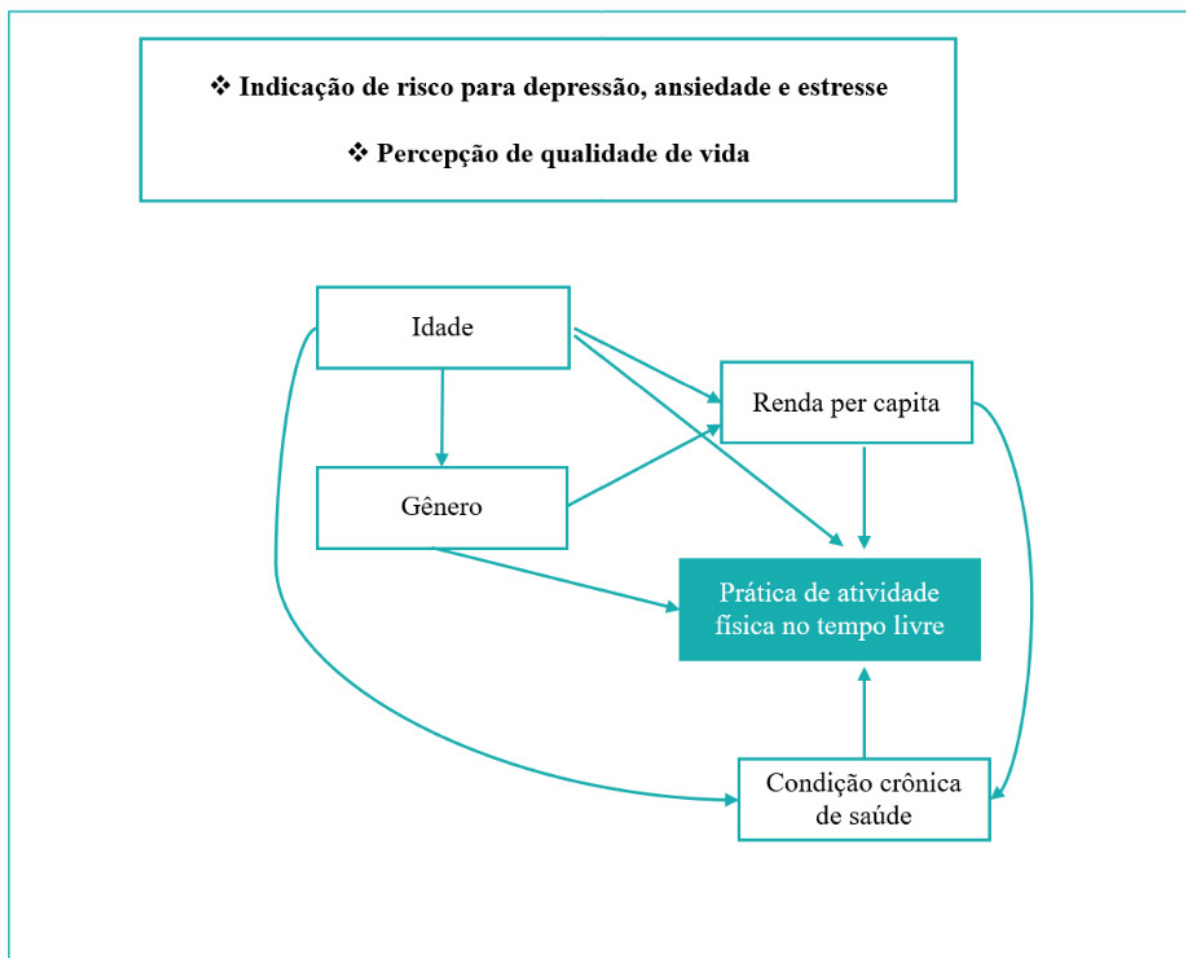 ❖ Indicação de risco para depressão, ansiedade e estresse
❖ Percepção de qualidade de vida
Idade
Renda per capita
Gênero
Prática de atividade
física no tempo livre
Condição crônica
de saúde